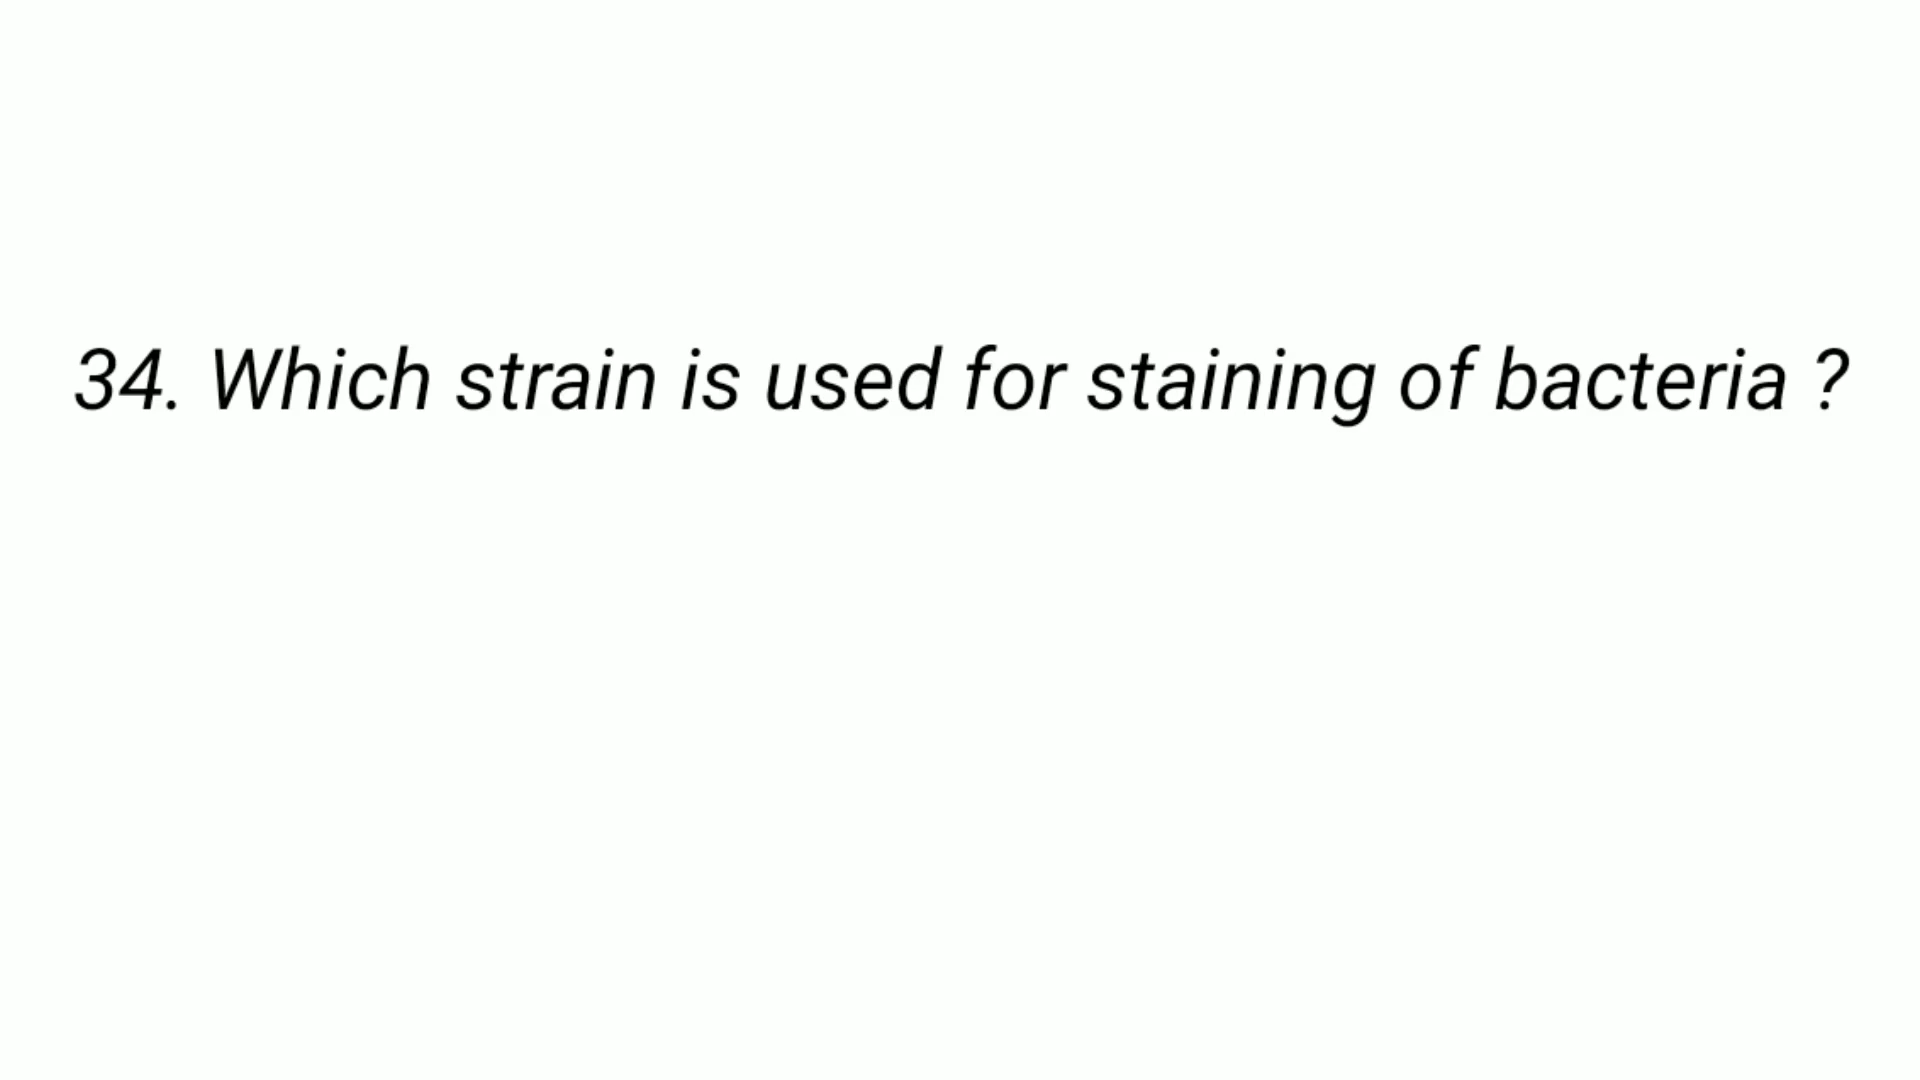 34. Which strain is used for staining of bacteria ?